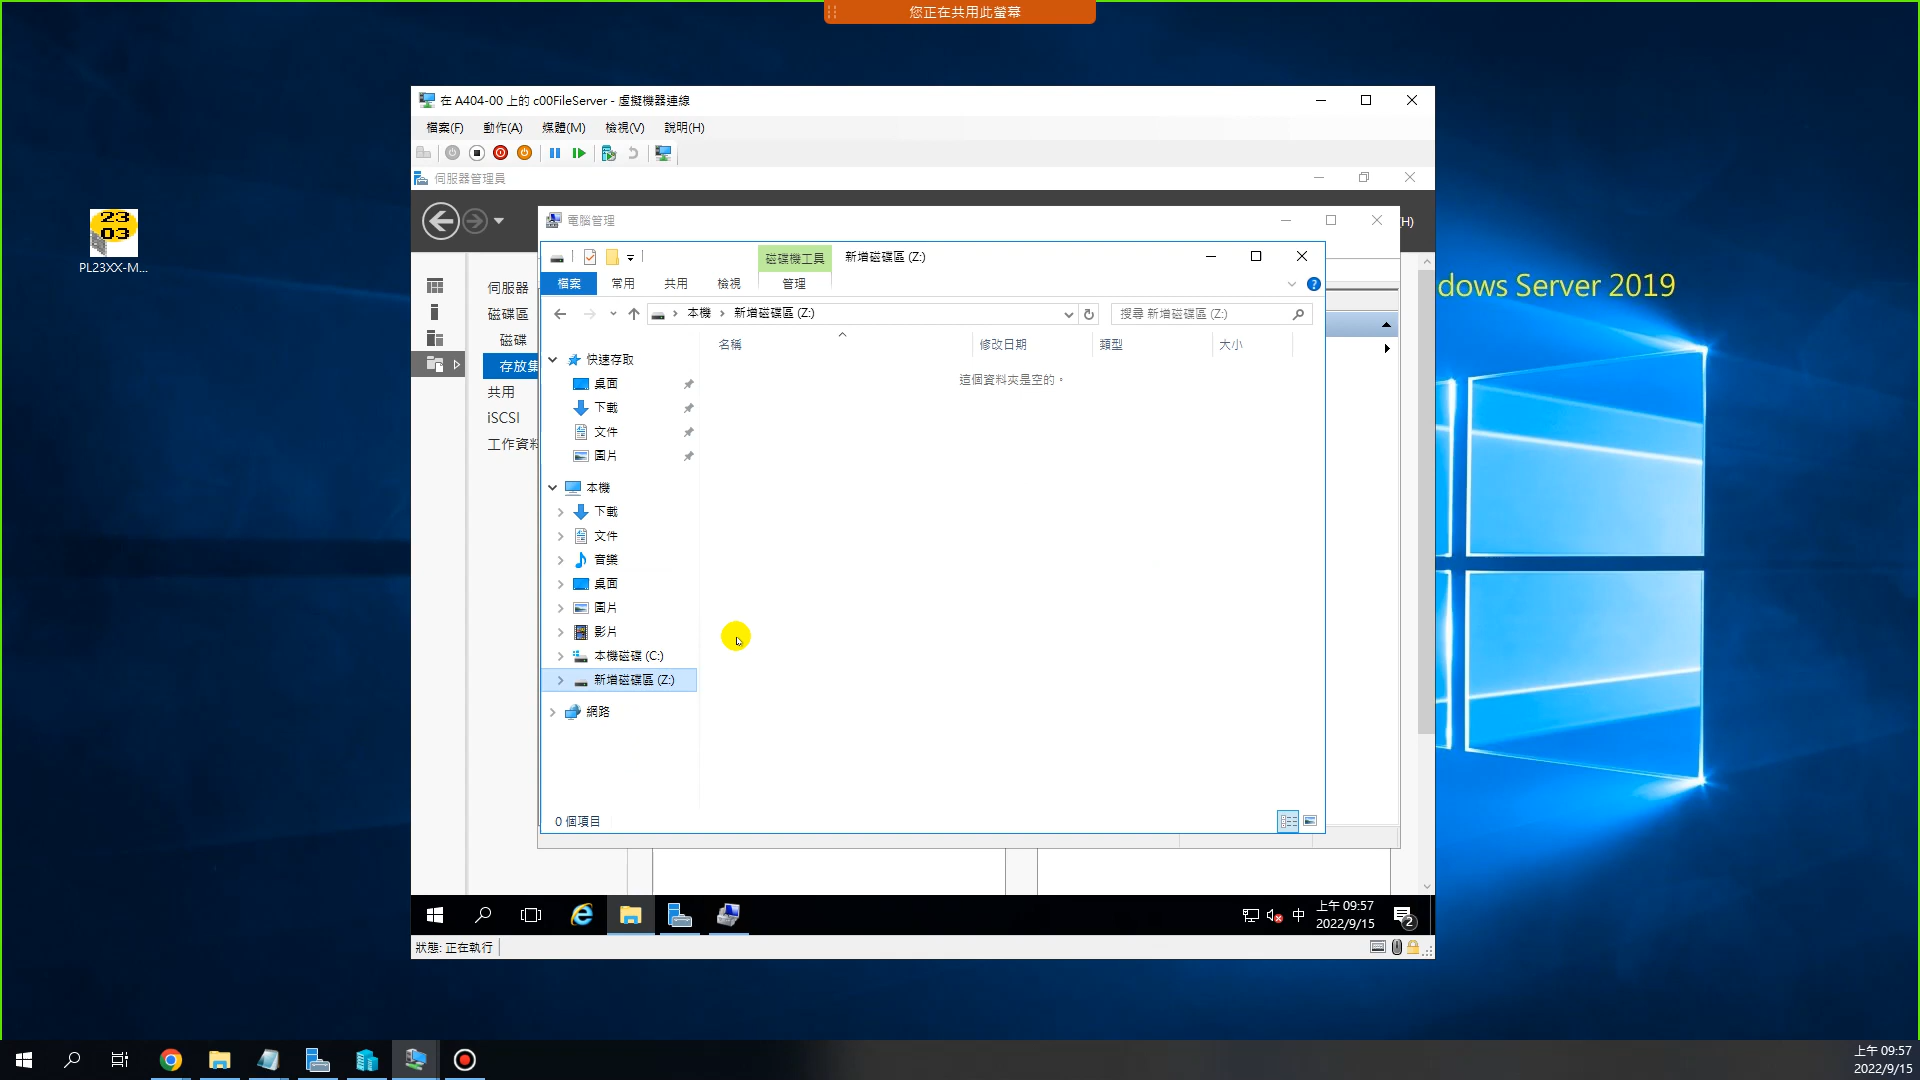 您正在共用此螢幕
23
03
PL23XX-M...
dows Server 2019
在 A404-00 上的 c00FileServer - 虛擬機器連線
檔案(F) 動作(A) 媒體(M) 檢視(V) 說明(H)
伺服器管理員
(H)
電腦管理
磁碟機工具 新增磁碟區 (Z:)
檔案 常用 共用 檢視 管理
本機 新增磁碟區 (Z:) 搜尋 新增磁碟區 (Z:)
名稱 修改日期 類型 大小
這個資料夾是空的。
伺服器
磁碟區
磁碟
存放集
共用
iSCSI
工作資料
快速存取
桌面
下載
文件
圖片
本機
下載
文件
音樂
桌面
圖片
影片
本機磁碟 (C:)
新增磁碟區 (Z:)
網路
0 個項目
中
上午 09:57
2022/9/15
2
狀態: 正在執行
上午 09:57
2022/9/15